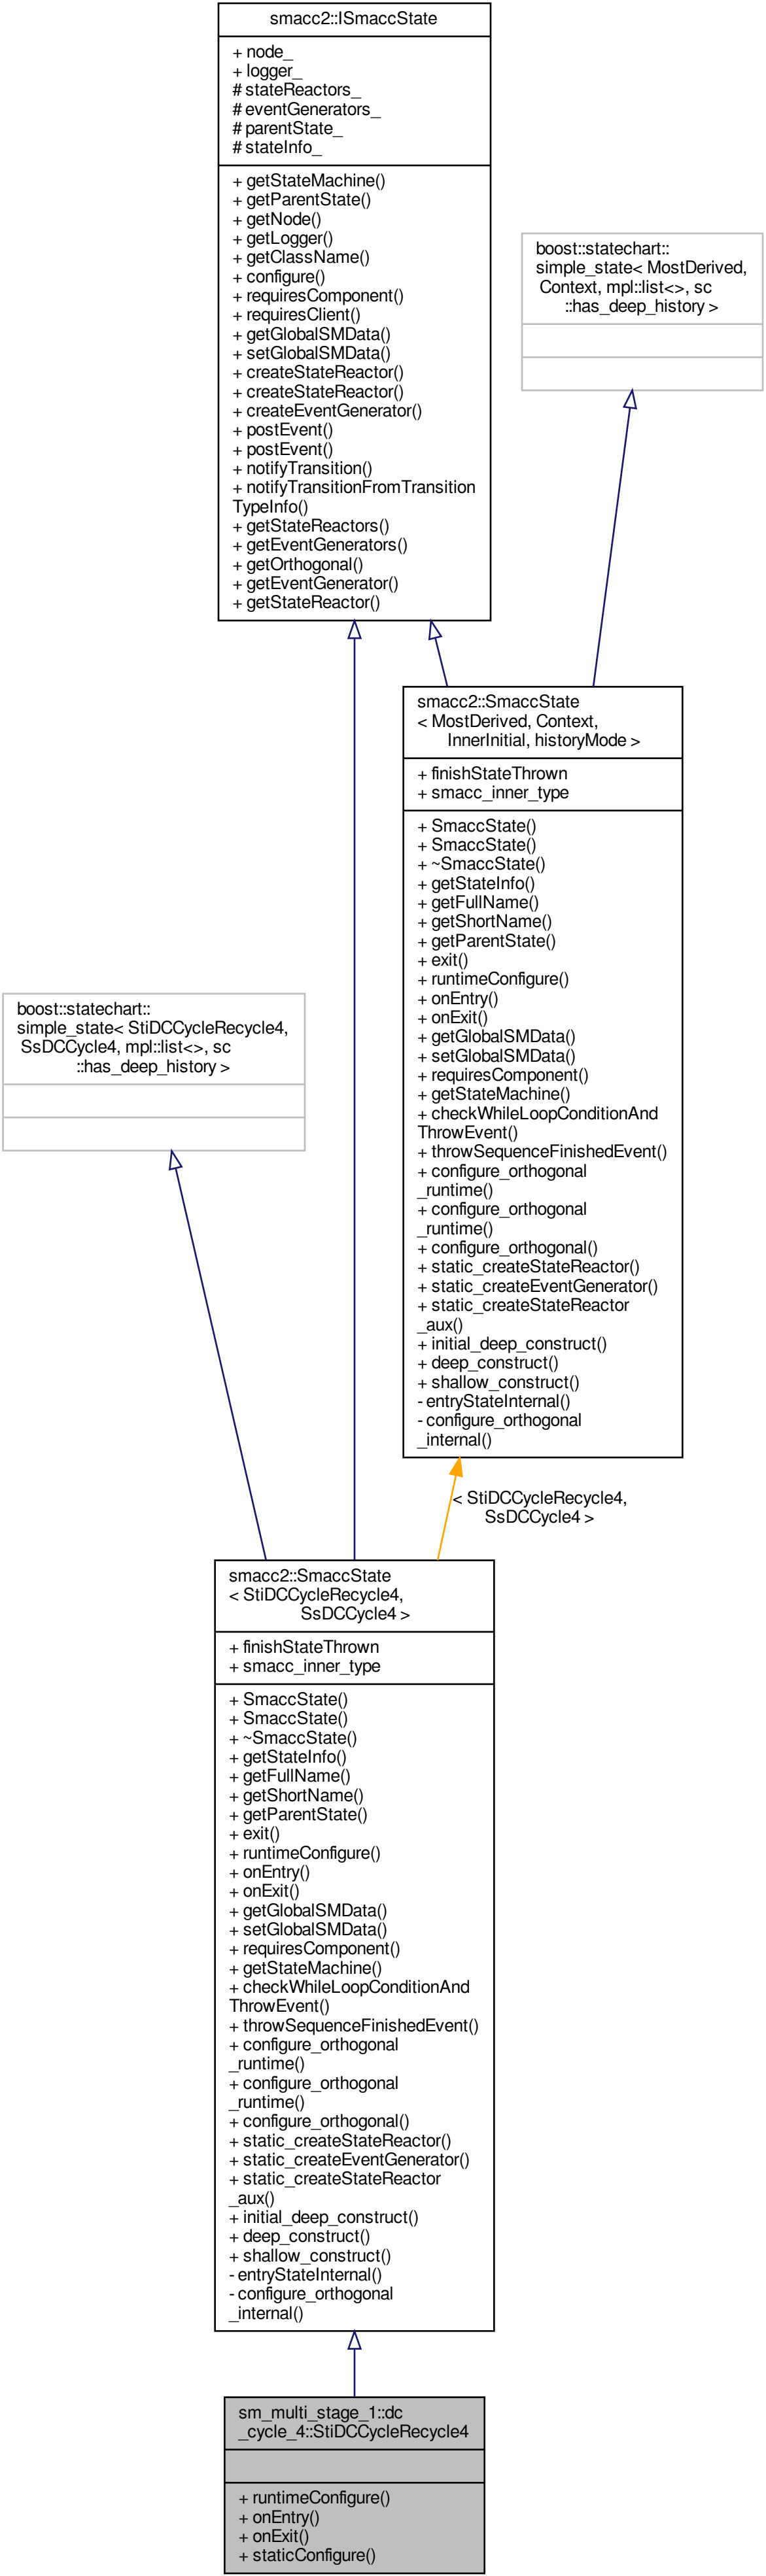 smacc2::ISmaccState
+ node_
+ logger_
# stateReactors_
# eventGenerators_
# parentState_
# stateInfo_
+ getStateMachine()
+ getParentState()
+ getNode()
+ getLogger()
+ getClassName()
+ configure()
+ requiresComponent()
+ requiresClient()
+ getGlobalSMData()
+ setGlobalSMData()
+ createStateReactor()
+ createStateReactor()
+ createEventGenerator()
+ postEvent()
+ postEvent()
+ notifyTransition()
+ notifyTransitionFromTransition
TypeInfo()
+ getStateReactors()
+ getEventGenerators()
+ getOrthogonal()
+ getEventGenerator()
+ getStateReactor()
boost::statechart::
simple_state< MostDerived,
Context, mpl::list<>, sc
::has_deep_history >
smacc2::SmaccState
< MostDerived, Context,
InnerInitial, historyMode >
+ finishStateThrown
+ smacc_inner_type
+ SmaccState()
+ SmaccState()
+ ~SmaccState()
+ getStateInfo()
+ getFullName()
+ getShortName()
+ getParentState()
+ exit()
+ runtimeConfigure()
+ onEntry()
+ onExit()
+ getGlobalSMData()
+ setGlobalSMData()
+ requiresComponent()
+ getStateMachine()
+ checkWhileLoopConditionAnd
ThrowEvent()
+ throwSequenceFinishedEvent()
+ configure_orthogonal
_runtime()
+ configure_orthogonal
_runtime()
+ configure_orthogonal()
+ static_createStateReactor()
+ static_createEventGenerator()
+ static_createStateReactor
_aux()
+ initial_deep_construct()
+ deep_construct()
+ shallow_construct()
- entryStateInternal()
- configure_orthogonal
_internal()
boost::statechart::
simple_state< StiDCCycleRecycle4,
SsDCCycle4, mpl::list<>, sc
::has_deep_history >
< StiDCCycleRecycle4,
SsDCCycle4 >
smacc2::SmaccState
< StiDCCycleRecycle4,
SsDCCycle4 >
+ finishStateThrown
+ smacc_inner_type
+ SmaccState()
+ SmaccState()
+ ~SmaccState()
+ getStateInfo()
+ getFullName()
+ getShortName()
+ getParentState()
+ exit()
+ runtimeConfigure()
+ onEntry()
+ onExit()
+ getGlobalSMData()
+ setGlobalSMData()
+ requiresComponent()
+ getStateMachine()
+ checkWhileLoopConditionAnd
ThrowEvent()
+ throwSequenceFinishedEvent()
+ configure_orthogonal
_runtime()
+ configure_orthogonal
_runtime()
+ configure_orthogonal()
+ static_createStateReactor()
+ static_createEventGenerator()
+ static_createStateReactor
_aux()
+ initial_deep_construct()
+ deep_construct()
+ shallow_construct()
- entryStateInternal()
- configure_orthogonal
_internal()
sm_multi_stage_1::dc
_cycle_4::StiDCCycleRecycle4
+ runtimeConfigure()
+ onEntry()
+ onExit()
+ staticConfigure()